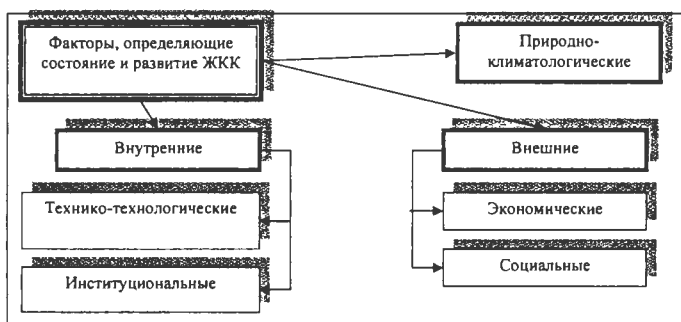 Факторы, определяющие
состояние и развитие ЖКК
Природно-
климатологические
Внутренние
Внешние
Технико-технологические
Экономические
Институциональные
Социальные